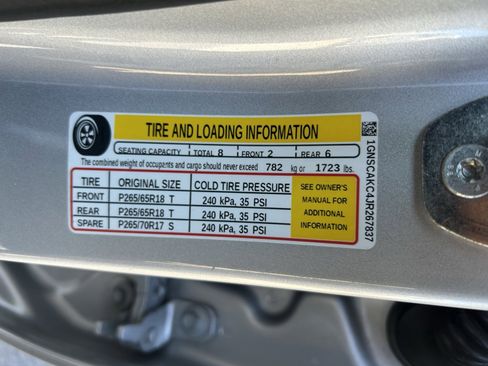 TIRE AND LOADING INFORMATION
SEATING CAPACITY TOTAL 8 FRONT 2 REAR 6
The combined weight of occupants and cargo should never exceed 782 kg or 1723 lbs.
TIRE ORIGINAL SIZE COLD TIRE PRESSURE
FRONT P265/65R18 T 240 kPa, 35 PSI
REAR P265/65R18 T 240 kPa, 35 PSI
SPARE P265/70R17 S 240 kPa, 35 PSI
SEE OWNER'S
MANUAL FOR
ADDITIONAL
INFORMATION
1GNSCAKC4JR267837